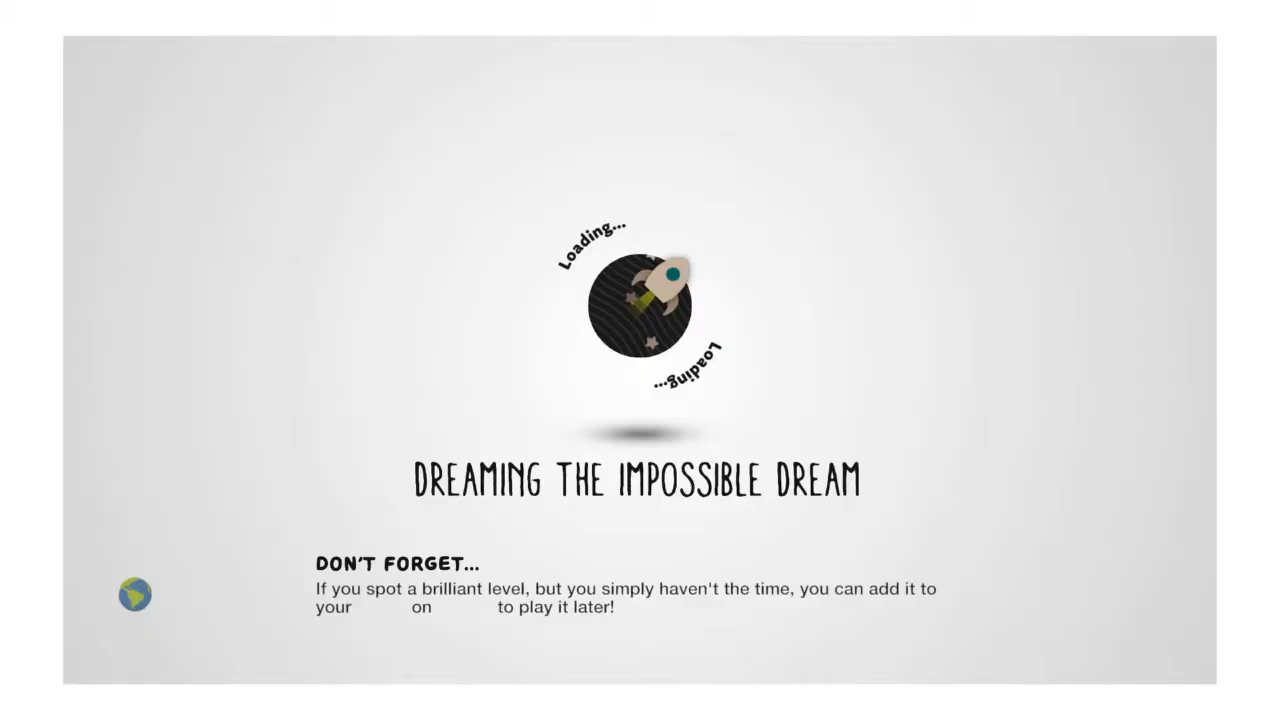 Loading...
Loading...
DREAMING THE IMPOSSIBLE DREAM
DON'T FORGET...
If you spot a brilliant level, but you simply haven't the time, you can add it to
your on to play it later!